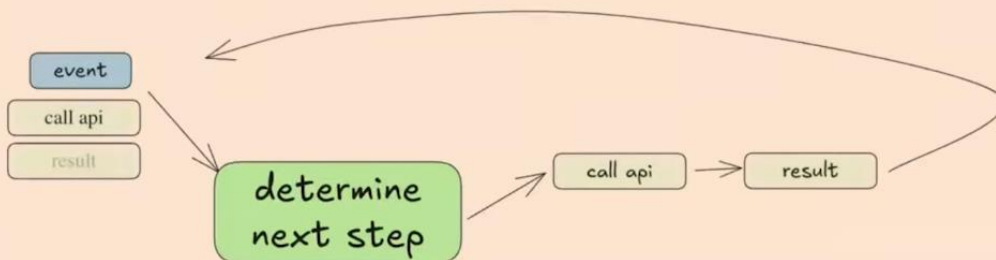 event
call api
result
determine
next step
call api
result